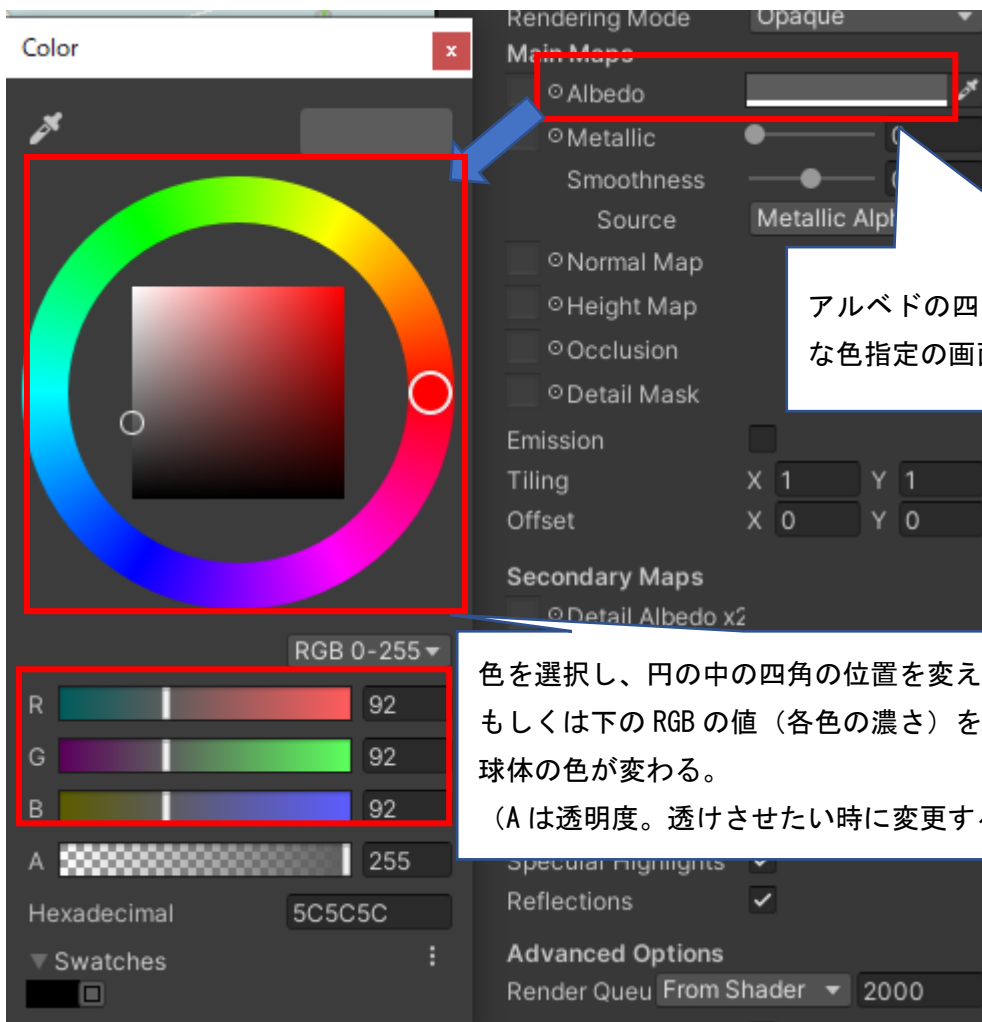 Color
x
RGB 0-255
R 92
G 92
B 92
A 255
Hexadecimal 5C5C5C
Swatches
Rendering Mode Opaque
Main Maps
Albedo
Metallic
Smoothness
Source Metallic
Normal Map
Height Map
Occlusion
Detail Mask
アルベドの四
な色指定の画
Emission
Tiling X 1 Y 1
Offset X 0 Y 0
Secondary Maps
Detail Albedo x2
色を選択し、円の中の四角の位置を変え
もしくは下の RGB の値（各色の濃さ）を
球体の色が変わる。
（A は透明度。透けさせたい時に変更す
Specular Highlights
Reflections
Advanced Options
Render Queu From Shader 2000